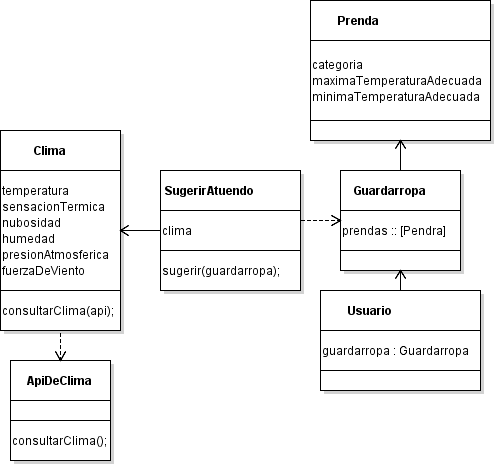 Prenda
categoria
maximaTemperaturaAdecuada
minimaTemperaturaAdecuada
Clima
temperatura
sensacionTermica
nubosidad
humedad
presionAtmosferica
fuerzaDeViento
consultarClima(api);
SugerirAtuendo
clima
sugerir(guardarropa);
Guardarropa
prendas :: [Pendra]
Usuario
guardarropa : Guardarropa
ApiDeClima
consultarClima();